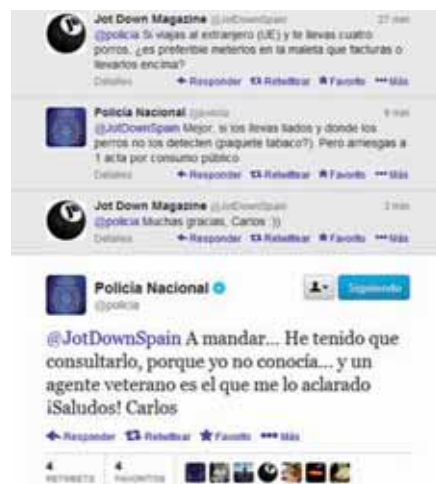 Jot Down Magazine @JotDownSpain 27 min
@policia Si viajas al extranjero (UE) y te llevas cuatro
porros, ¿es preferible meterlos en la maleta que facturas o
llevarlos encima?
Detalles Responder Retwittear Favorito Más
Policía Nacional @policia
@JotDownSpain Mejor, si los llevas liados y donde los
perros no los detecten (paquete tabaco?). Pero arriesgas a
1 acta por consumo público
Detalles Responder Retwittear Favorito Más
Jot Down Magazine @JotDownSpain
@policia Muchas gracias, Carlos :))
Detalles Responder Retwittear Favorito Más
Policía Nacional
@policia
Siguiendo
@JotDownSpain A mandar... He tenido que
consultarlo, porque yo no conocía... y un
agente veterano es el que me lo aclarado
¡Saludos! Carlos
Responder Retwittear Favorito Más
4 4
RETWEETS FAVORITOS